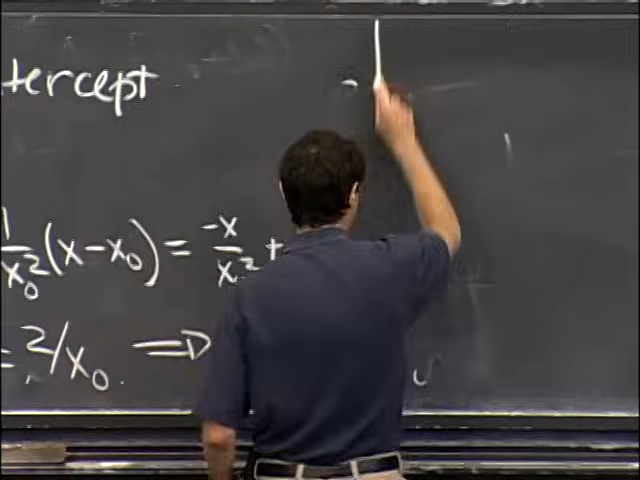 tercept
1/x₀² (x-x₀) = -x/x₀² +
= 2/x₀ ⇒